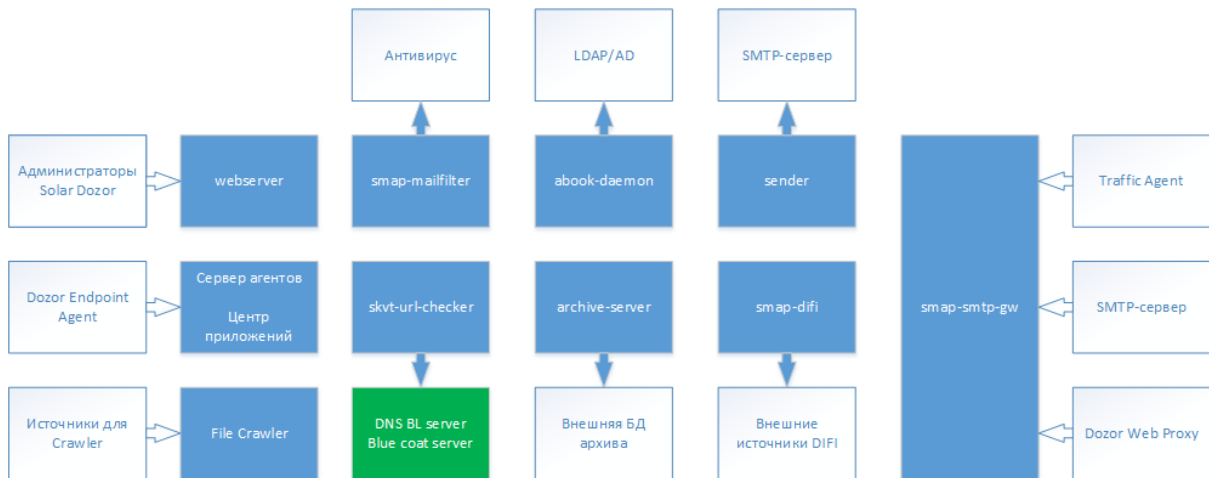 Антивирус
LDAP/AD
SMTP-сервер
Администраторы
Solar Dozor
webserver
smap-mailfilter
abook-daemon
sender
Traffic Agent
Dozor Endpoint
Agent
Сервер агентов
Центр
приложений
skvt-url-checker
archive-server
smap-difi
smap-smtp-gw
SMTP-сервер
Источники для
Crawler
File Crawler
DNS BL server
Blue coat server
Внешняя БД
архива
Внешние
источники DIFI
Dozor Web Proxy